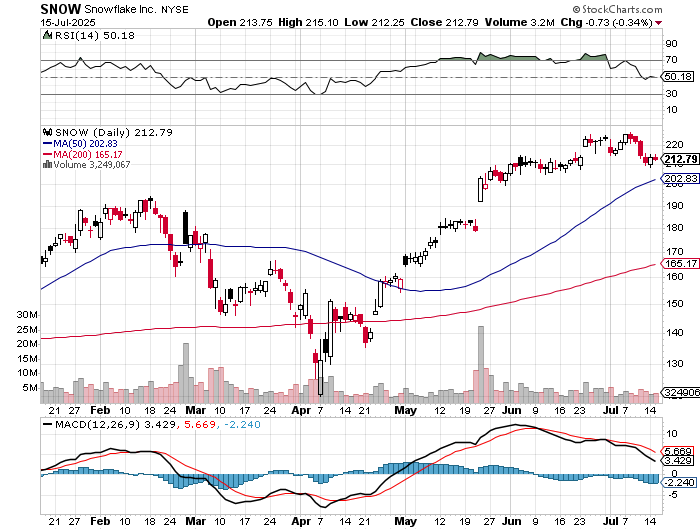 SNOW Snowflake Inc. NYSE
© StockCharts.com
15-Jul-2025 Open 213.75 High 215.10 Low 212.25 Close 212.79 Volume 3.2M Chg -0.73 (-0.34%)
RSI(14) 50.18
90
70
50.18
30
10
SNOW (Daily) 212.79
MA(50) 202.83
MA(200) 165.17
Volume 3,249,067
220
212.79
202.83
190
180
170
165.17
160
150
140
130
30M
25M
20M
15M
10M
5M
324906
21 27 Feb 10 18 24 Mar 10 17 24 Apr 7 14 21 May 12 19 27 Jun 9 16 23 Jul 7 14
MACD(12,26,9) 3.429, 5.669, -2.240
10
5.669
3.429
0
-2.240
-5
21 27 Feb 10 18 24 Mar 10 17 24 Apr 7 14 21 May 12 19 27 Jun 9 16 23 Jul 7 14